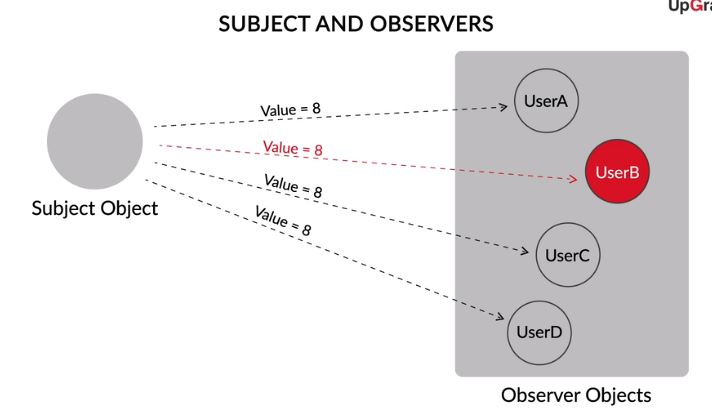 UpGra
SUBJECT AND OBSERVERS
Value = 8
UserA
Value = 8
UserB
Value = 8
Subject Object
Value = 8
UserC
UserD
Observer Objects